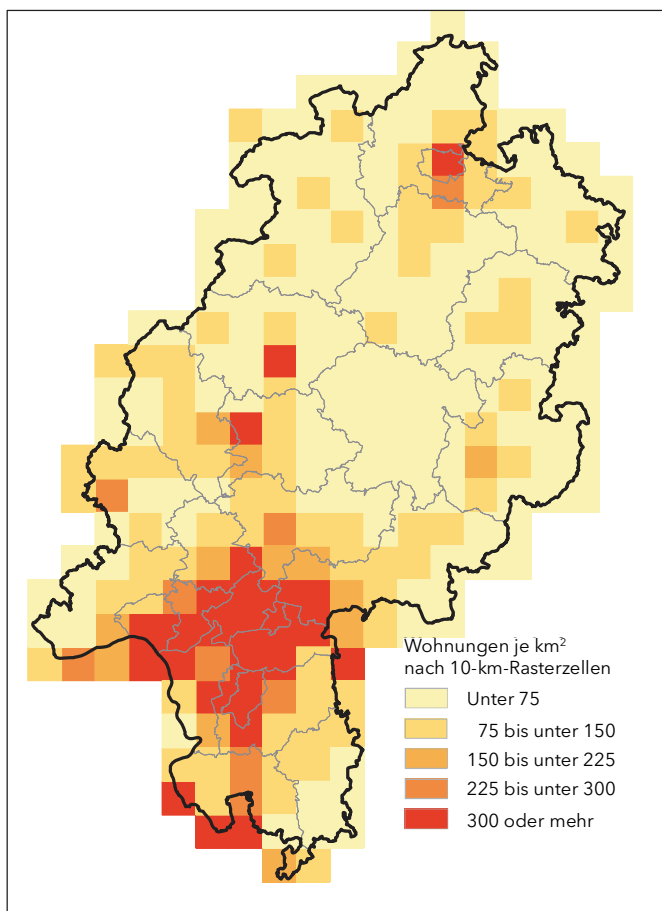 Wohnungen je km²
nach 10-km-Rasterzellen
Unter 75
75 bis unter 150
150 bis unter 225
225 bis unter 300
300 oder mehr